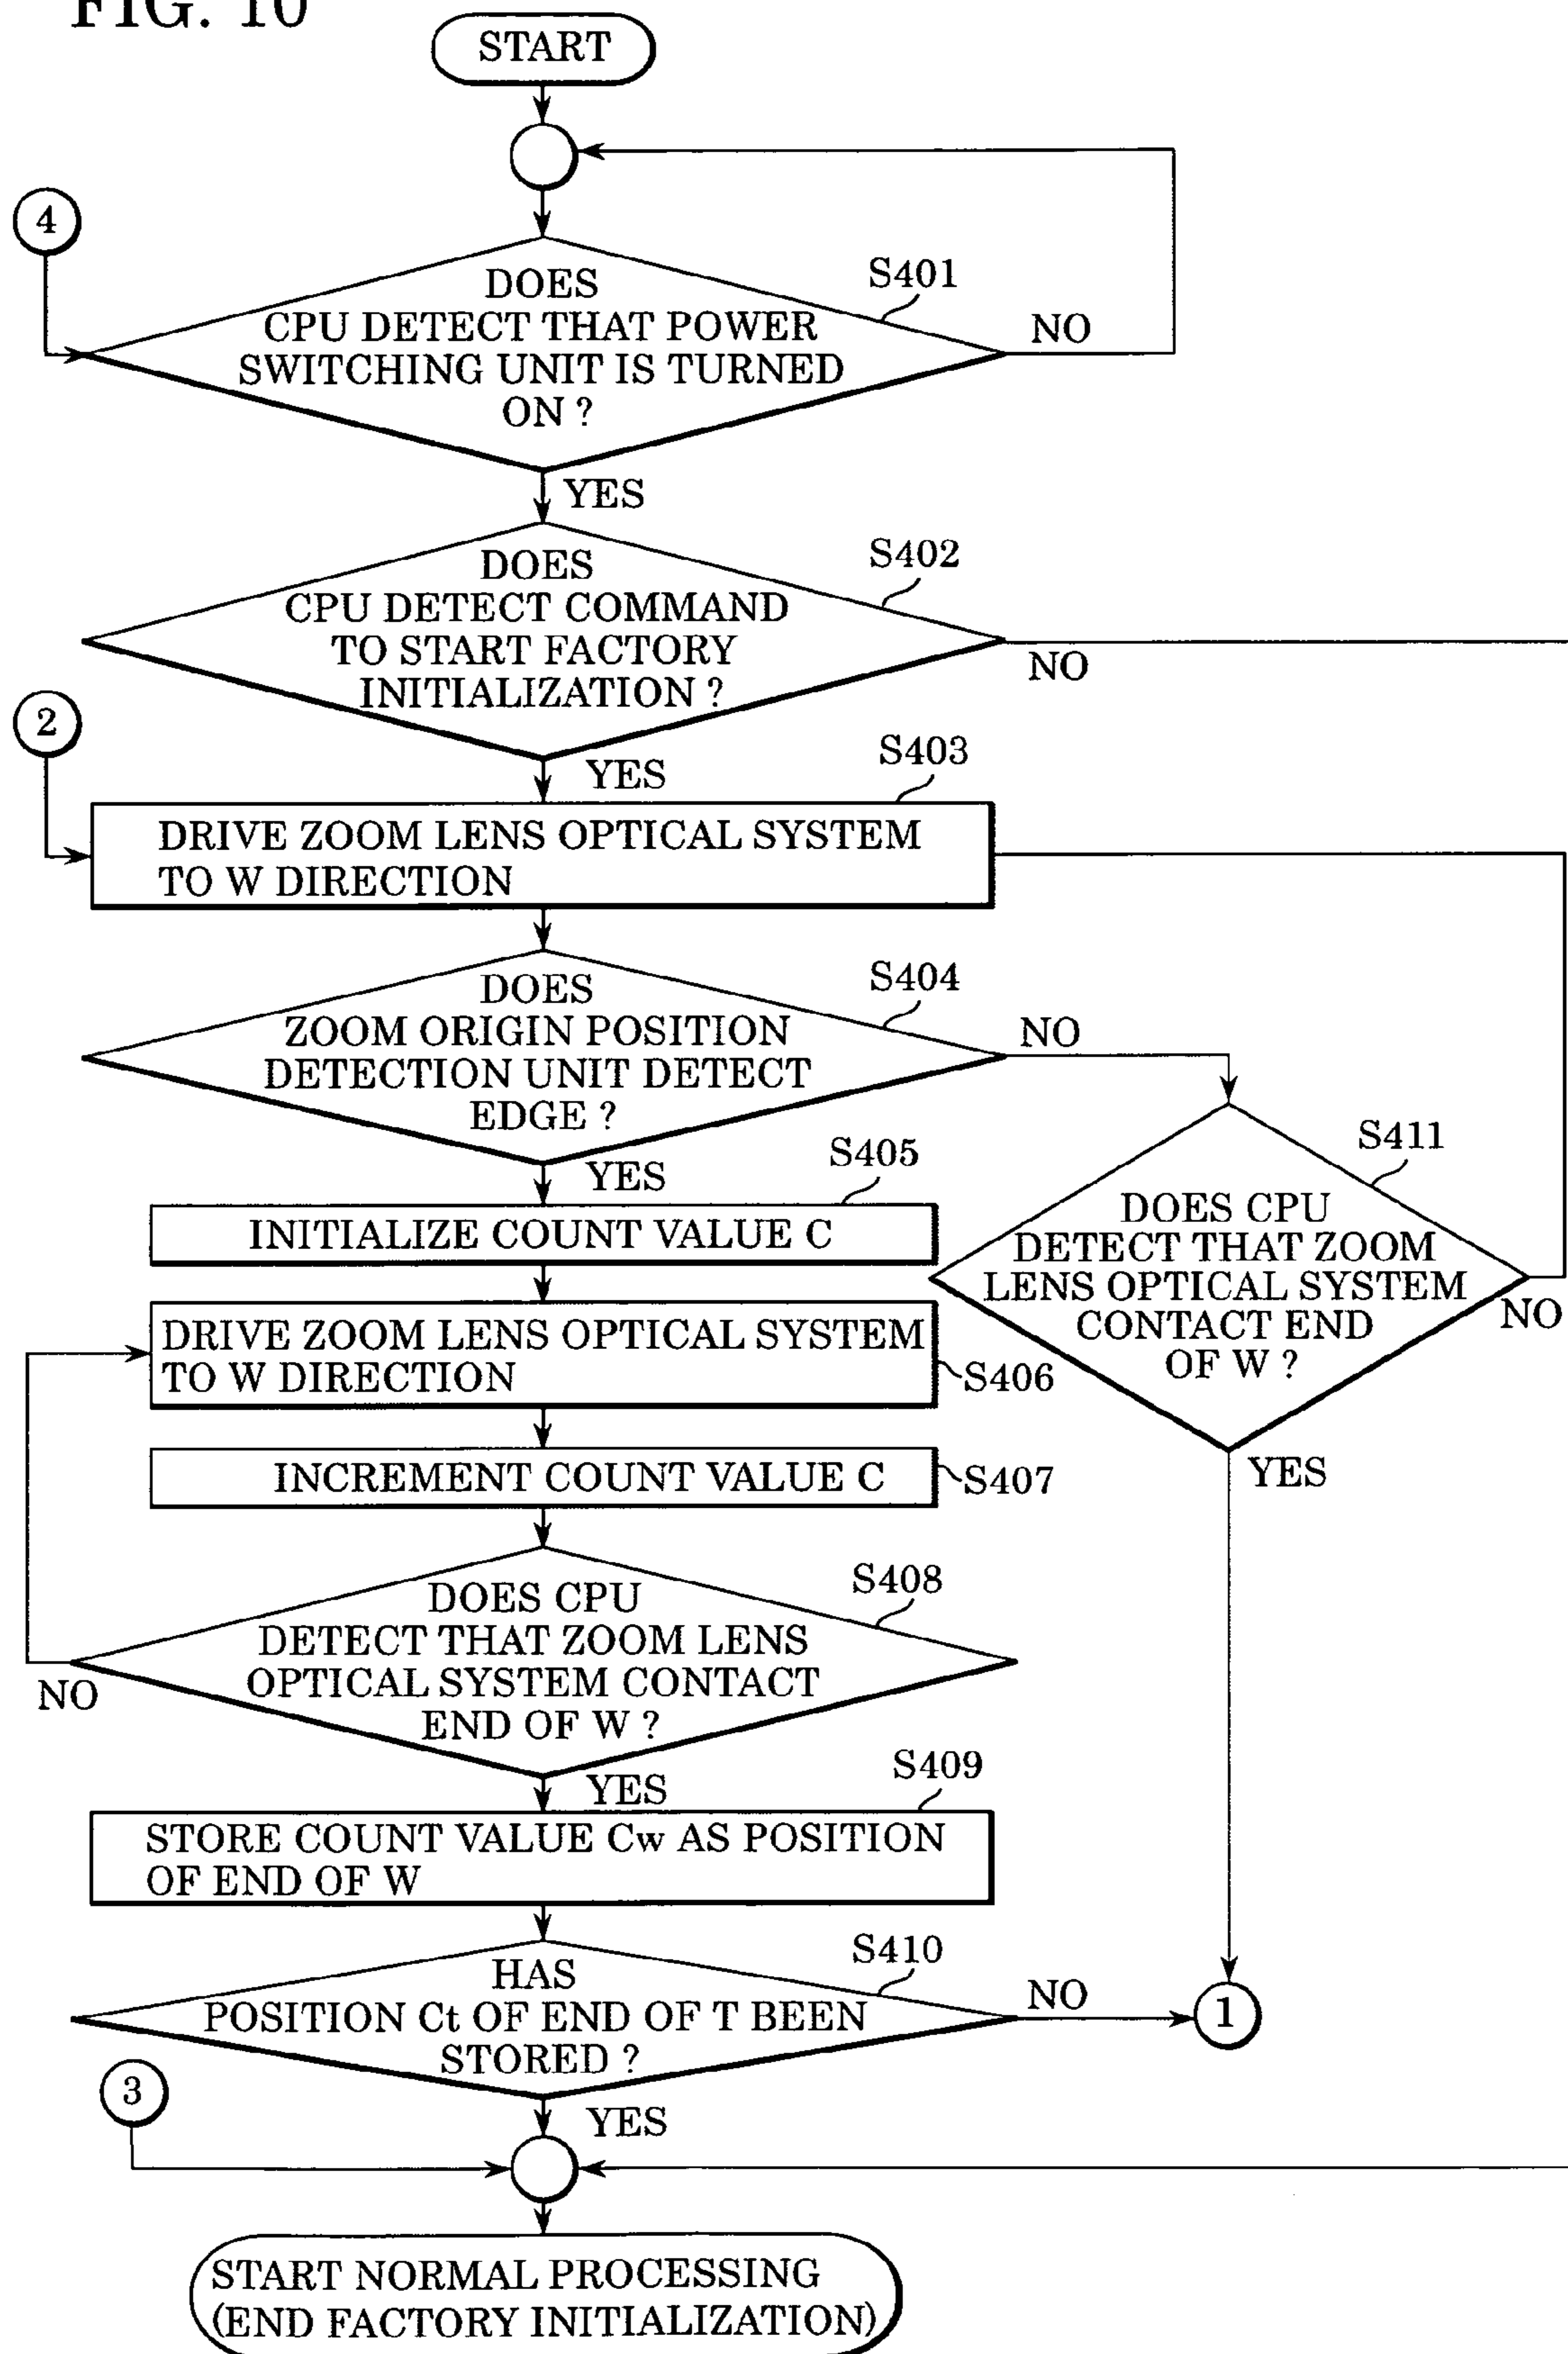 FIG. 10
START
4
S401
DOES
CPU DETECT THAT POWER
SWITCHING UNIT IS TURNED
ON ?
NO
YES
S402
DOES
CPU DETECT COMMAND
TO START FACTORY
INITIALIZATION ?
NO
2
YES
S403
DRIVE ZOOM LENS OPTICAL SYSTEM
TO W DIRECTION
S404
DOES
ZOOM ORIGIN POSITION
DETECTION UNIT DETECT
EDGE ?
NO
YES
S405
INITIALIZE COUNT VALUE C
S411
DOES CPU
DETECT THAT ZOOM
LENS OPTICAL SYSTEM
CONTACT END
OF W ?
NO
YES
DRIVE ZOOM LENS OPTICAL SYSTEM
TO W DIRECTION
S406
INCREMENT COUNT VALUE C
S407
S408
DOES CPU
DETECT THAT ZOOM LENS
OPTICAL SYSTEM CONTACT
END OF W ?
NO
YES
S409
STORE COUNT VALUE Cw AS POSITION
OF END OF W
S410
HAS
POSITION Ct OF END OF T BEEN
STORED ?
NO
1
3
YES
START NORMAL PROCESSING
(END FACTORY INITIALIZATION)